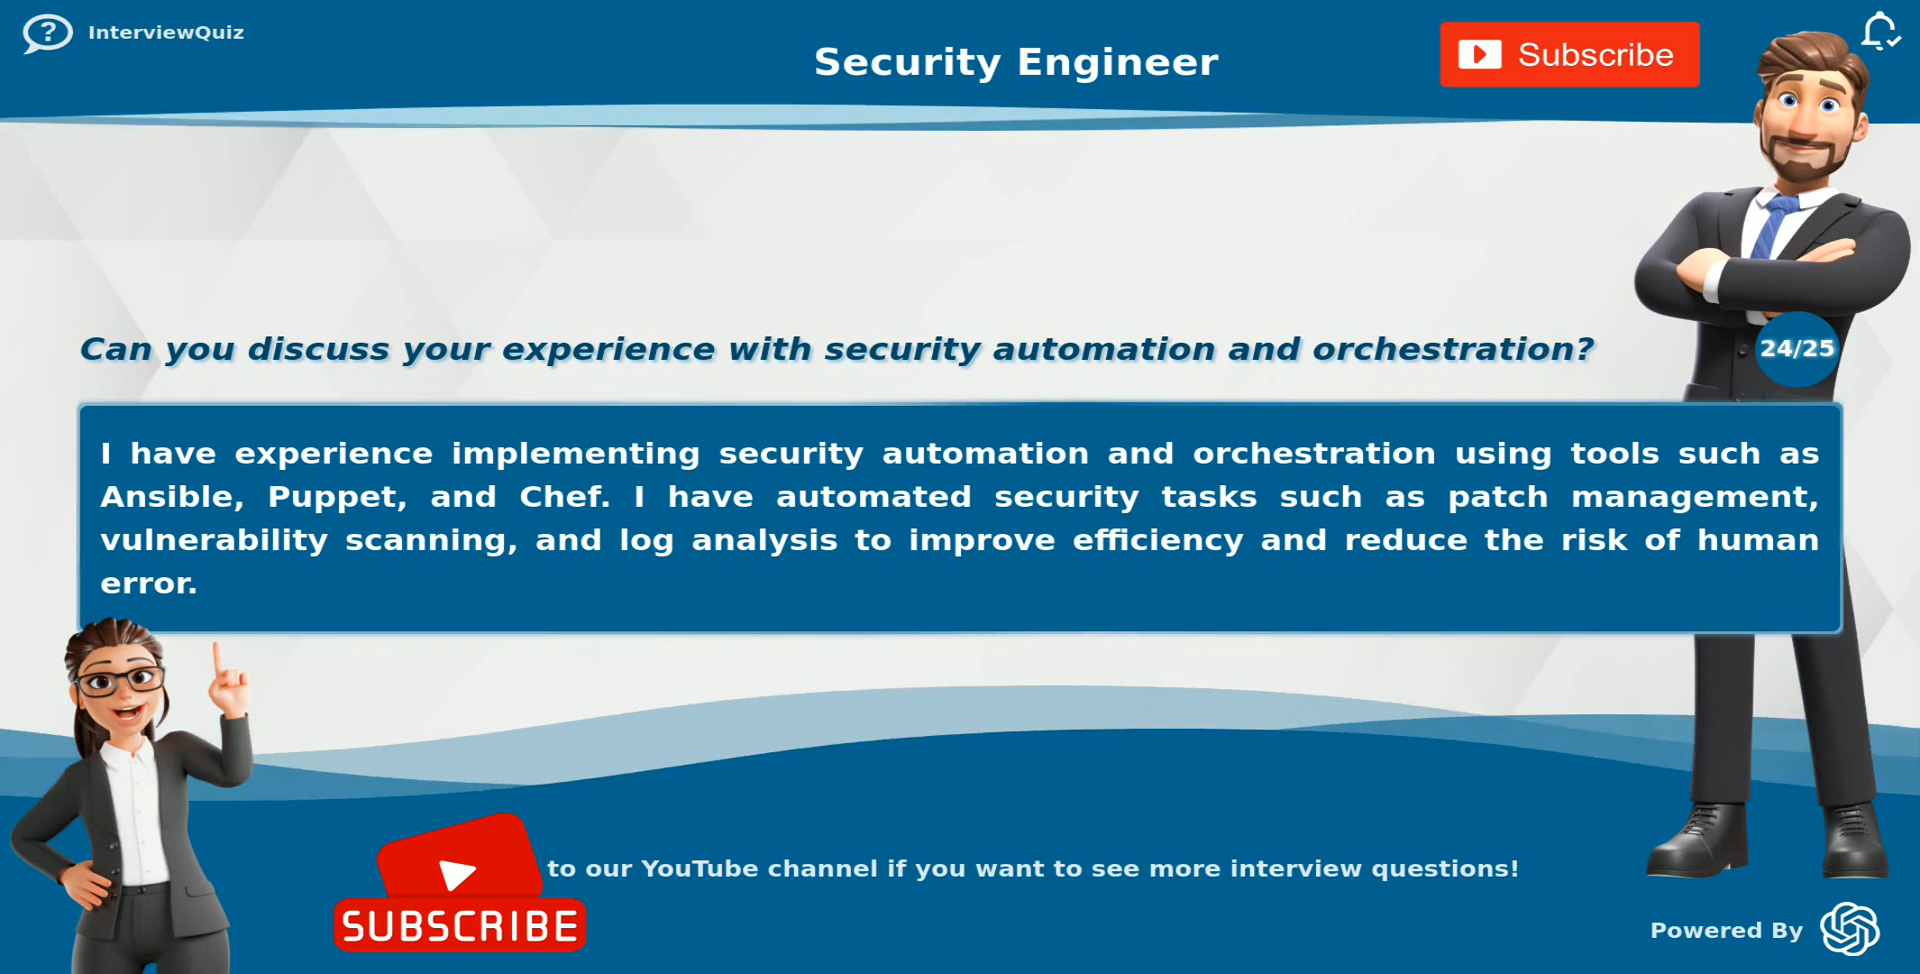 InterviewQuiz
Security Engineer
Subscribe
Can you discuss your experience with security automation and orchestration?
24/25
I have experience implementing security automation and orchestration using tools such as
Ansible, Puppet, and Chef. I have automated security tasks such as patch management,
vulnerability scanning, and log analysis to improve efficiency and reduce the risk of human
error.
to our YouTube channel if you want to see more interview questions!
SUBSCRIBE
Powered By